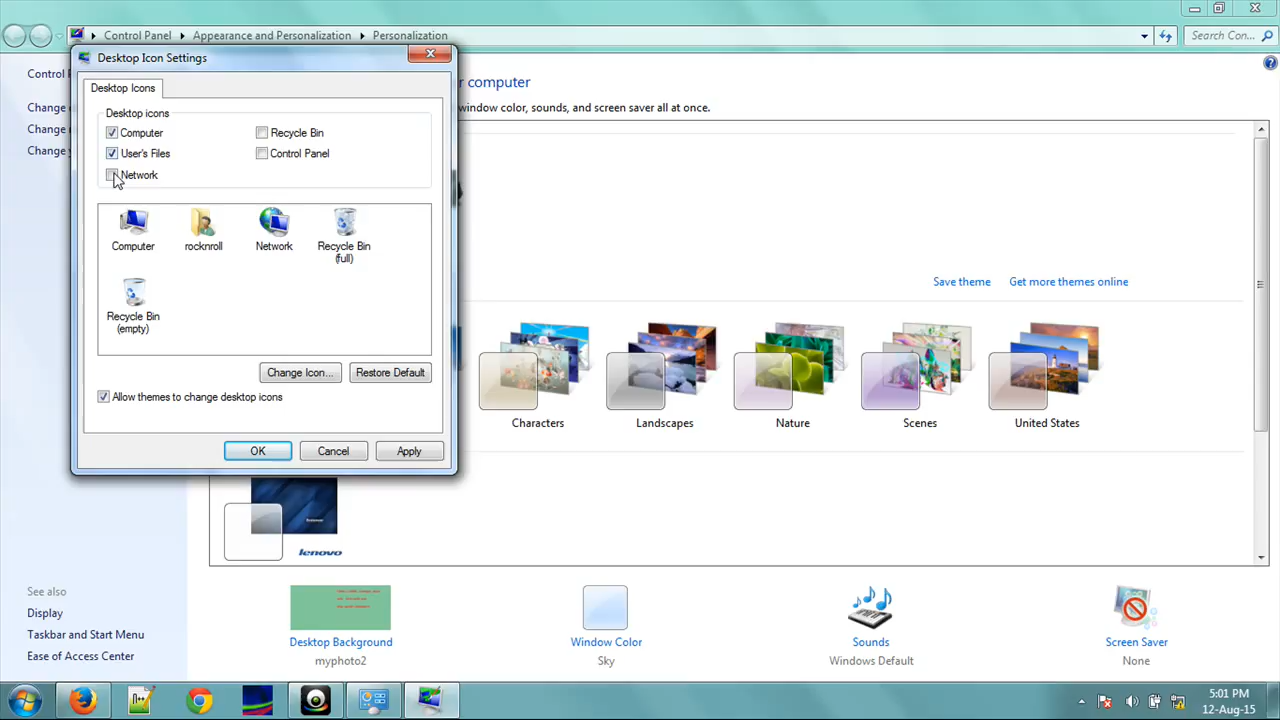 Control Panel
Appearance and Personalization
Personalization
Search Con...
Desktop Icon Settings
Desktop Icons
Desktop icons
Computer
Recycle Bin
User's Files
Control Panel
Network
Computer
rocknroll
Network
Recycle Bin
(full)
Recycle Bin
(empty)
Change Icon...
Restore Default
Allow themes to change desktop icons
OK
Cancel
Apply
Control
Change
Change
Change
computer
window color, sounds, and screen saver all at once.
Save theme
Get more themes online
Characters
Landscapes
Nature
Scenes
United States
lenovo
See also
Display
Taskbar and Start Menu
Ease of Access Center
Desktop Background
myphoto2
Window Color
Sky
Sounds
Windows Default
Screen Saver
None
5:01 PM
12-Aug-15